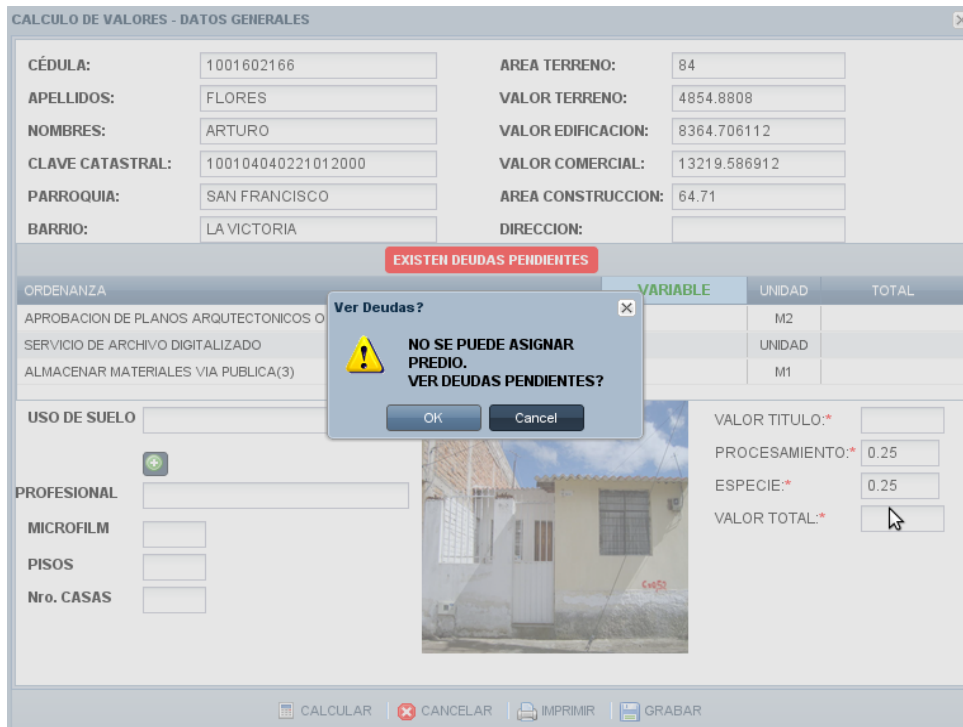 CALCULO DE VALORES - DATOS GENERALES
CÉDULA: 1001602166 AREA TERRENO: 84
APELLIDOS: FLORES VALOR TERRENO: 4854.8808
NOMBRES: ARTURO VALOR EDIFICACION: 8364.706112
CLAVE CATASTRAL: 100104040221012000 VALOR COMERCIAL: 13219.586912
PARROQUIA: SAN FRANCISCO AREA CONSTRUCCION: 64.71
BARRIO: LA VICTORIA DIRECCION:
EXISTEN DEUDAS PENDIENTES
ORDENANZA VARIABLE UNIDAD TOTAL
APROBACION DE PLANOS ARQUTECTONICOS O M2
SERVICIO DE ARCHIVO DIGITALIZADO UNIDAD
ALMACENAR MATERIALES VIA PUBLICA(3) M1
Ver Deudas?
NO SE PUEDE ASIGNAR
PREDIO.
VER DEUDAS PENDIENTES?
OK Cancel
USO DE SUELO VALOR TITULO:*
PROCESAMIENTO:* 0.25
PROFESIONAL ESPECIE:* 0.25
MICROFILM VALOR TOTAL:*
PISOS
Nro. CASAS
CALCULAR CANCELAR IMPRIMIR GRABAR